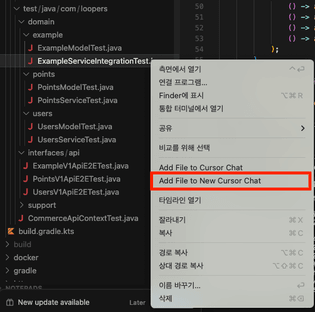 test/java/com/loopers
domain
example
ExampleModelTest.java
ExampleServiceIntegrationTest.
points
PointsModelTest.java
PointsServiceTest.java
users
UsersModelTest.java
UsersServiceTest.java
interfaces/api
ExampleV1ApiE2ETest.java
PointsV1ApiE2ETest.java
UsersV1ApiE2ETest.java
support
CommerceApiContextTest.java
build.gradle.kts
build
docker
gradle
NOTEPADS
New update available
Later
50
51
52
53
54
() ->
() ->
() ->
() ->
);
측면에서 열기
연결 프로그램...
Finder에 표시 ⌥⌘R
통합 터미널에서 열기
공유
비교를 위해 선택
Add File to Cursor Chat
Add File to New Cursor Chat
타임라인 열기
잘라내기 ⌘X
복사 ⌘C
경로 복사 ⌥⌘C
상대 경로 복사 ⌥⇧⌘C
이름 바꾸기...
삭제